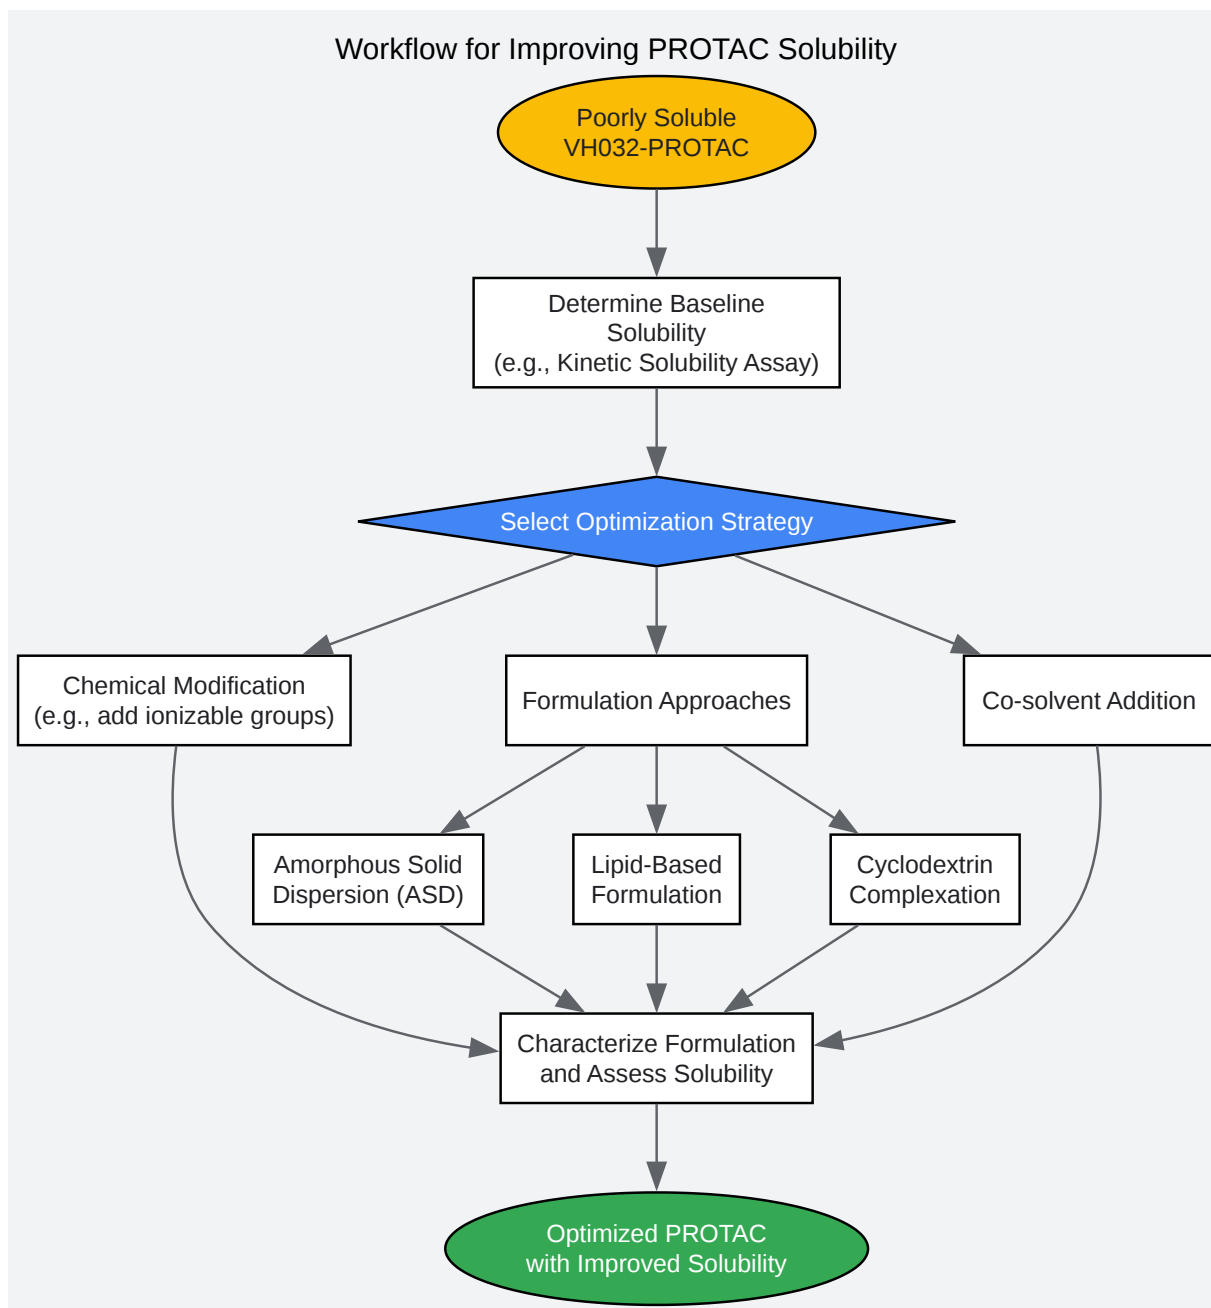 Workflow for Improving PROTAC Solubility
Poorly Soluble
VH032-PROTAC
Determine Baseline
Solubility
(e.g., Kinetic Solubility Assay)
Select Optimization Strategy
Chemical Modification
(e.g., add ionizable groups)
Formulation Approaches
Co-solvent Addition
Amorphous Solid
Dispersion (ASD)
Lipid-Based
Formulation
Cyclodextrin
Complexation
Characterize Formulation
and Assess Solubility
Optimized PROTAC
with Improved Solubility